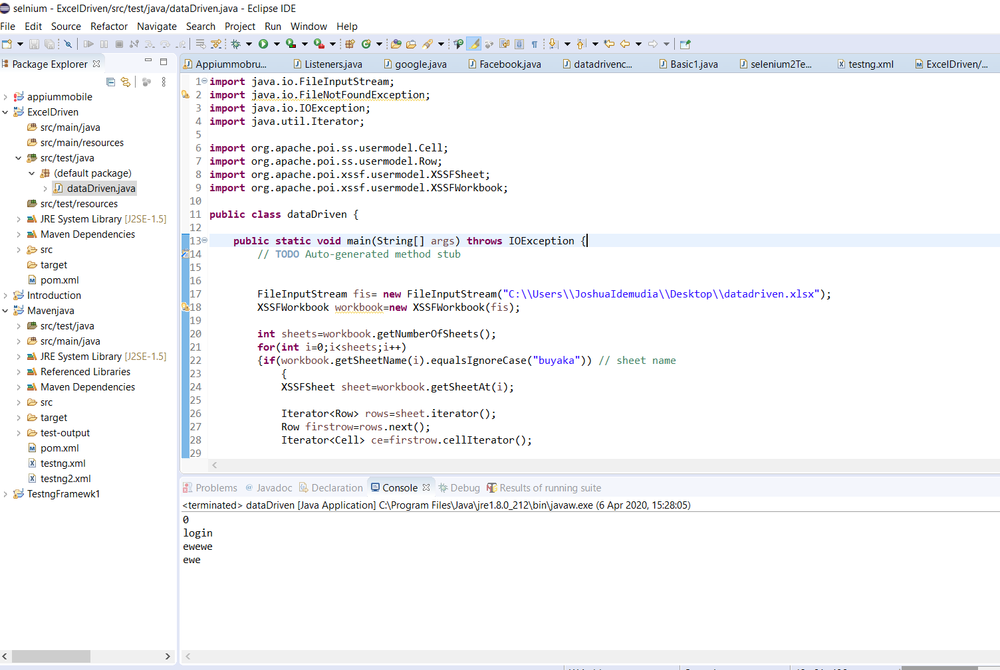 selnium - ExcelDriven/src/test/java/dataDriven.java - Eclipse IDE
File Edit Source Refactor Navigate Search Project Run Window Help
Package Explorer
appiummobile
ExcelDriven
src/main/java
src/main/resources
src/test/java
(default package)
dataDriven.java
src/test/resources
JRE System Library [J2SE-1.5]
Maven Dependencies
src
target
pom.xml
Introduction
Mavenjava
src/test/java
src/main/java
JRE System Library [J2SE-1.5]
Referenced Libraries
Maven Dependencies
src
target
test-output
pom.xml
testng.xml
testng2.xml
TestngFramewk1
Appiummobru... Listeners.java google.java Facebook.java datadrivenc... Basic1.java selenium2Te... testng.xml ExcelDriven/...
1 import java.io.FileInputStream;
2 import java.io.FileNotFoundException;
3 import java.io.IOException;
4 import java.util.Iterator;
5
6 import org.apache.poi.ss.usermodel.Cell;
7 import org.apache.poi.ss.usermodel.Row;
8 import org.apache.poi.xssf.usermodel.XSSFSheet;
9 import org.apache.poi.xssf.usermodel.XSSFWorkbook;
10
11 public class dataDriven {
12
13 public static void main(String[] args) throws IOException {
14 // TODO Auto-generated method stub
15
16
17 FileInputStream fis= new FileInputStream("C:\\Users\\JoshuaIdemudia\\Desktop\\datadriven.xlsx");
18 XSSFWorkbook workbook=new XSSFWorkbook(fis);
19
20 int sheets=workbook.getNumberOfSheets();
21 for(int i=0;i<sheets;i++)
22 {if(workbook.getSheetName(i).equalsIgnoreCase("buyaka")) // sheet name
23 {
24 XSSFSheet sheet=workbook.getSheetAt(i);
25
26 Iterator<Row> rows=sheet.iterator();
27 Row firstrow=rows.next();
28 Iterator<Cell> ce=firstrow.cellIterator();
29
Problems Javadoc Declaration Console Debug Results of running suite
<terminated> dataDriven [Java Application] C:\Program Files\Java\jre1.8.0_212\bin\javaw.exe (6 Apr 2020, 15:28:05)
0
login
ewewe
ewe